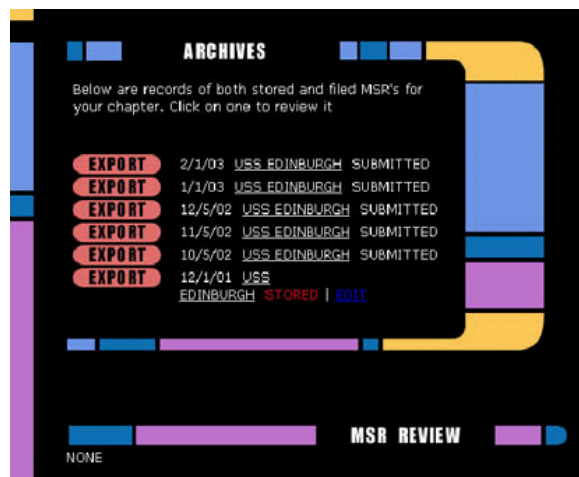 ARCHIVES
Below are records of both stored and filed MSR's for
your chapter. Click on one to review it
EXPORT 2/1/03 USS EDINBURGH SUBMITTED
EXPORT 1/1/03 USS EDINBURGH SUBMITTED
EXPORT 12/5/02 USS EDINBURGH SUBMITTED
EXPORT 11/5/02 USS EDINBURGH SUBMITTED
EXPORT 10/5/02 USS EDINBURGH SUBMITTED
EXPORT 12/1/01 USS
EDINBURGH STORED | EDIT
MSR REVIEW
NONE